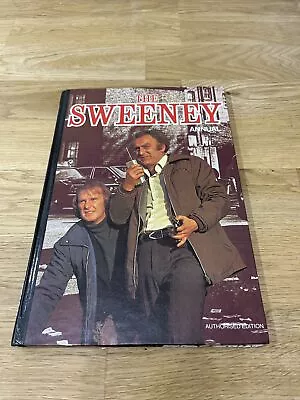 THE
SWEENEY
ANNUAL
AUTHORISED EDITION